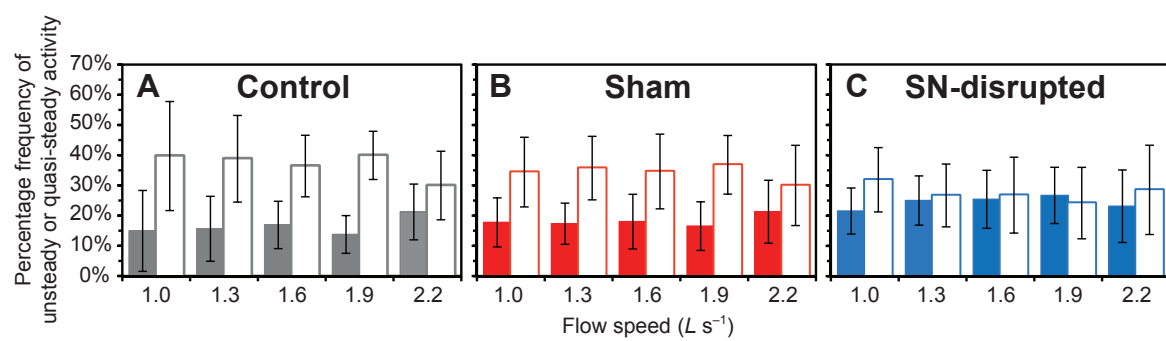 Percentage frequency of
unsteady or quasi-steady activity
70%
60%
50%
40%
30%
20%
10%
0%
A Control
B Sham
C SN-disrupted
1.0 1.3 1.6 1.9 2.2
1.0 1.3 1.6 1.9 2.2
1.0 1.3 1.6 1.9 2.2
Flow speed (L s⁻¹)